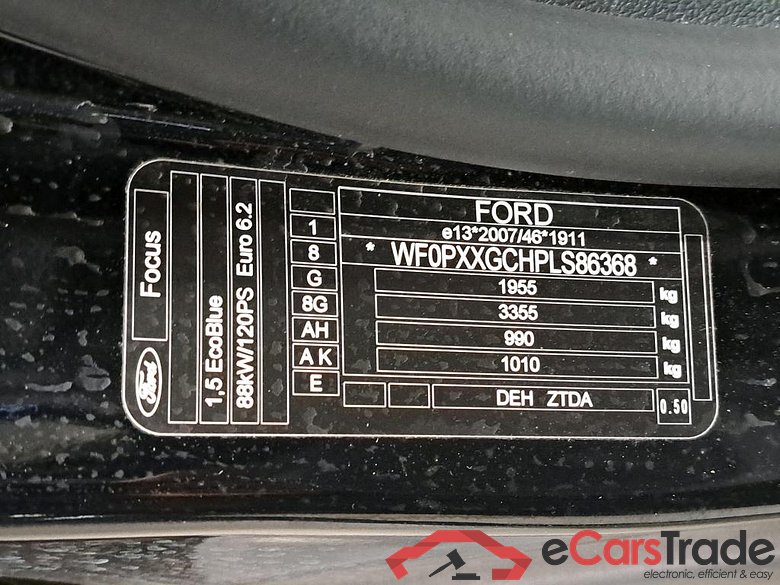 Ford
Focus
1,5 EcoBlue
88kW/120PS Euro 6.2
1
8
G
8G
AH
A K
E
FORD
e13*2007/46*1911
* WF0PXXGCHPLS86368 *
1955 kg
3355 kg
990 kg
1010 kg
DEH ZTDA
0.50
eCarsTrade
electronic, efficient & easy